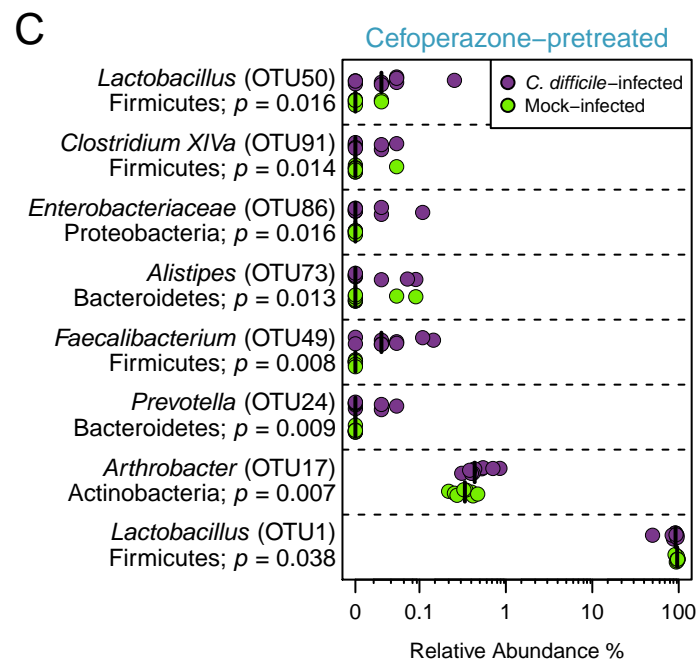 C
Cefoperazone−pretreated
C. difficile−infected
Mock−infected
Lactobacillus (OTU50)
Firmicutes; p = 0.016
Clostridium XlVa (OTU91)
Firmicutes; p = 0.014
Enterobacteriaceae (OTU86)
Proteobacteria; p = 0.016
Alistipes (OTU73)
Bacteroidetes; p = 0.013
Faecalibacterium (OTU49)
Firmicutes; p = 0.008
Prevotella (OTU24)
Bacteroidetes; p = 0.009
Arthrobacter (OTU17)
Actinobacteria; p = 0.007
Lactobacillus (OTU1)
Firmicutes; p = 0.038
0 0.1 1 10 100
Relative Abundance %